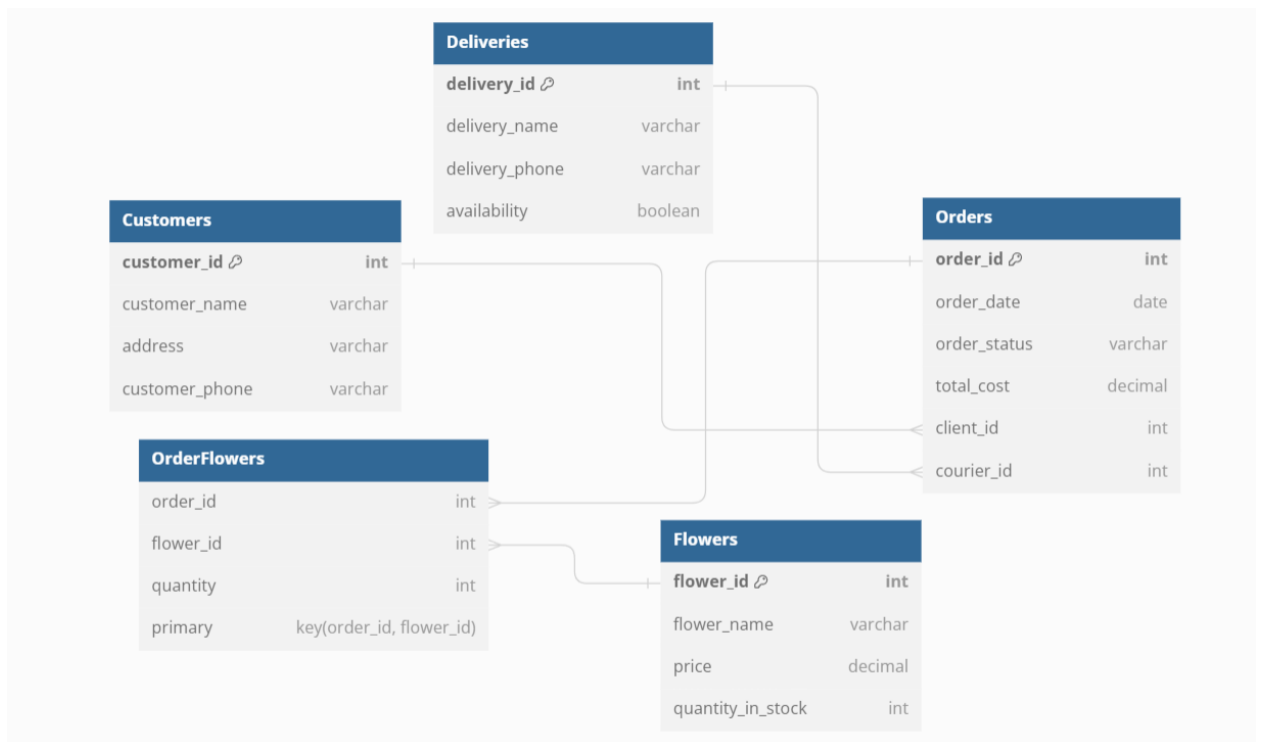 Deliveries
delivery_id int
delivery_name varchar
delivery_phone varchar
availability boolean
Customers
customer_id int
customer_name varchar
address varchar
customer_phone varchar
Orders
order_id int
order_date date
order_status varchar
total_cost decimal
client_id int
courier_id int
OrderFlowers
order_id int
flower_id int
quantity int
primary key(order_id, flower_id)
Flowers
flower_id int
flower_name varchar
price decimal
quantity_in_stock int